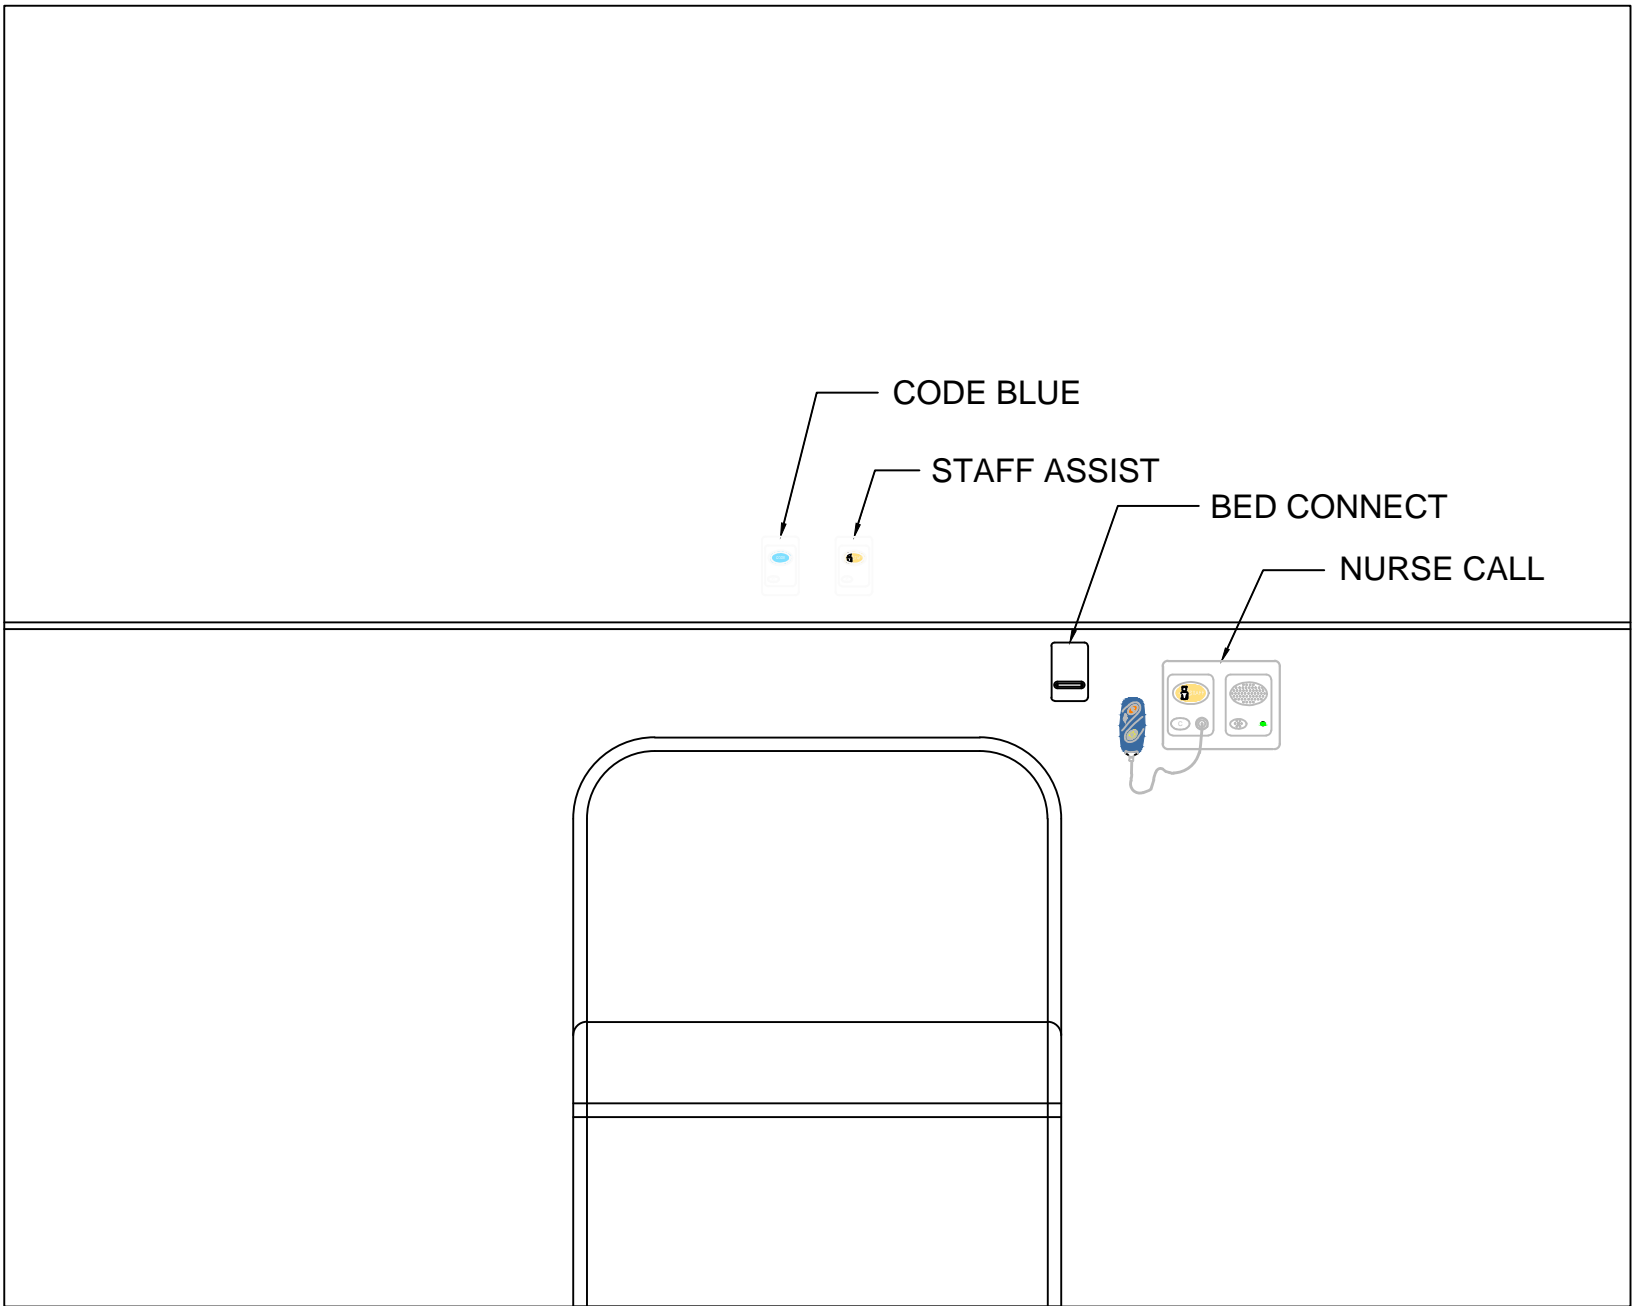 CODE BLUE
STAFF ASSIST
BED CONNECT
NURSE CALL
C